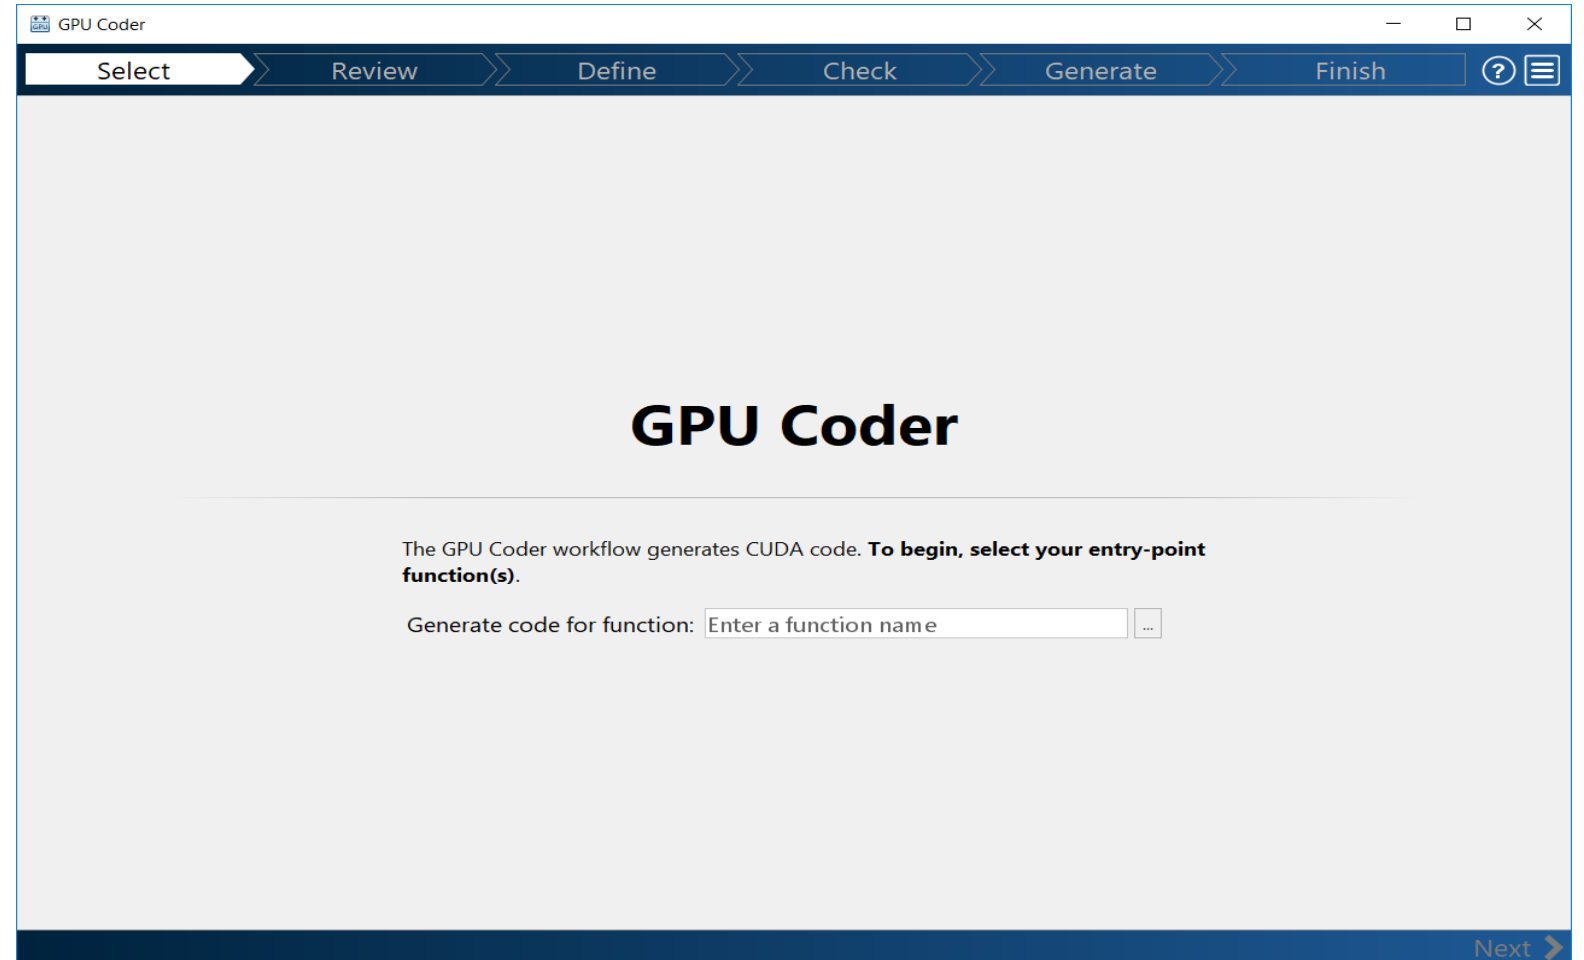 GPU Coder
Select Review Define Check Generate Finish
GPU Coder
The GPU Coder workflow generates CUDA code. To begin, select your entry-point
function(s).
Generate code for function: Enter a function name ...
Next